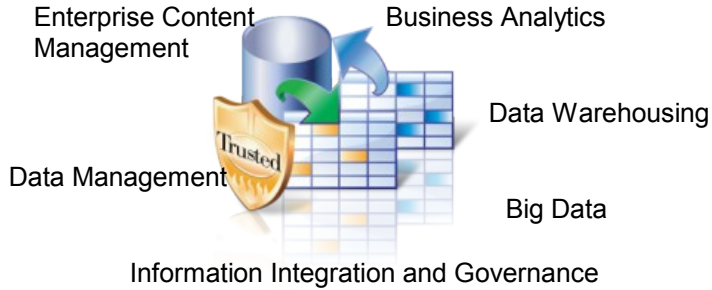 Enterprise Content
Management
Business Analytics
Data Warehousing
Trusted
Data Management
Big Data
Information Integration and Governance